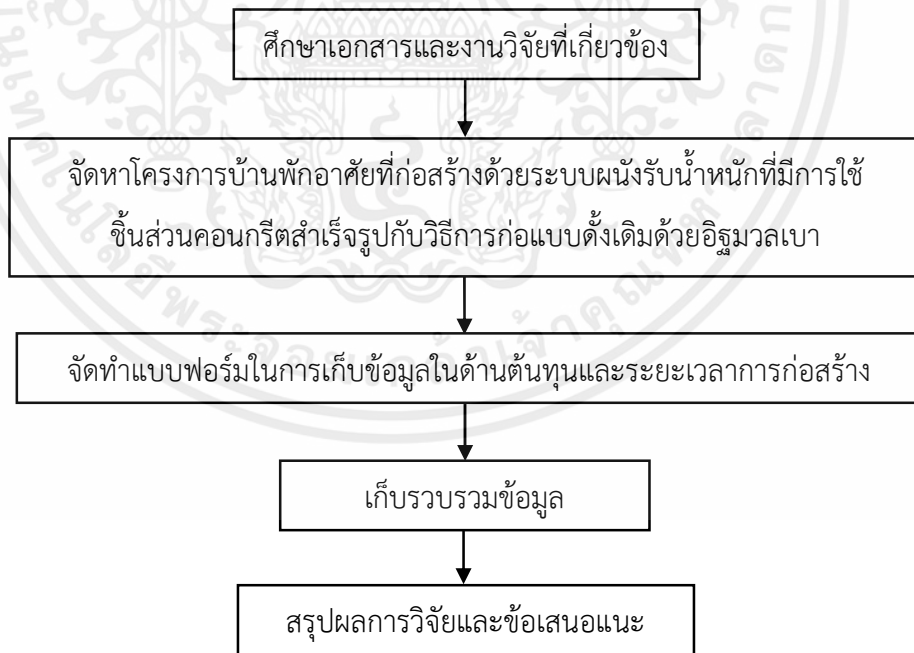 ศึกษาเอกสารและงานวิจัยที่เกี่ยวข้อง
จัดหาโครงการบ้านพักอาศัยที่ก่อสร้างด้วยระบบผนังรับน้ำหนักที่มีการใช้
ชิ้นส่วนคอนกรีตสำเร็จรูปกับวิธีการก่อแบบดั้งเดิมด้วยอิฐมวลเบา
จัดทำแบบฟอร์มในการเก็บข้อมูลในด้านต้นทุนและระยะเวลาการก่อสร้าง
เก็บรวบรวมข้อมูล
สรุปผลการวิจัยและข้อเสนอแนะ